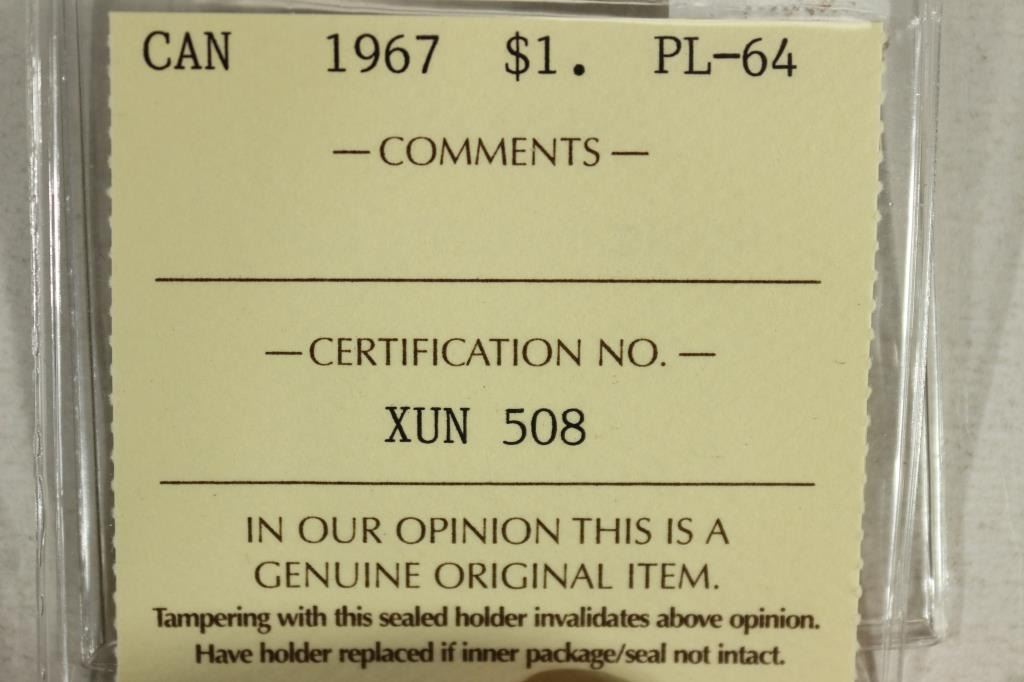 CAN 1967 $1. PL-64
— COMMENTS —
— CERTIFICATION NO. —
XUN 508
IN OUR OPINION THIS IS A
GENUINE ORIGINAL ITEM.
Tampering with this sealed holder invalidates above opinion.
Have holder replaced if inner package/seal not intact.